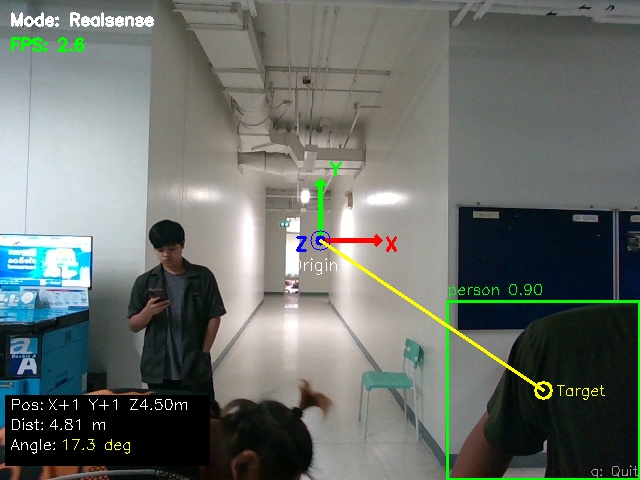 Mode: Realsense
FPS: 2.6
Y
Z
X
Origin
person 0.90
Target
a
Double A
A
Pos: X+1 Y+1 Z4.50m
Dist: 4.81 m
Angle: 17.3 deg
q: Quit